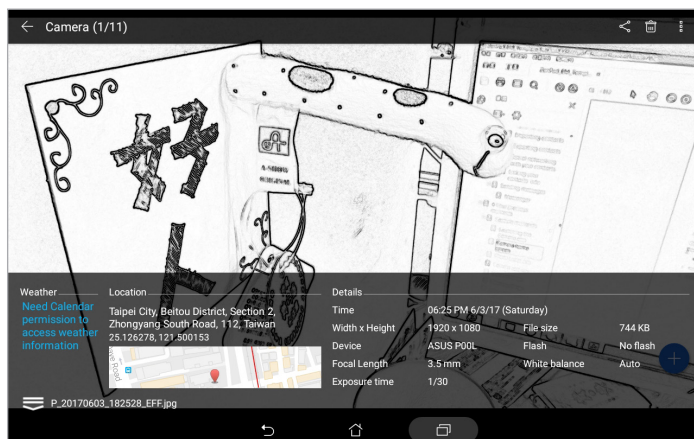 Camera (1/11)
好
A-SHOW
ORIGINAL
Weather
Need Calendar
permission to
access weather
information
Location
Taipei City, Beitou District, Section 2,
Zhongyang South Road, 112, Taiwan
25.126278, 121.500153
Details
Time 06:25 PM 6/3/17 (Saturday)
Width x Height 1920 x 1080 File size 744 KB
Device ASUS P00L Flash No flash
Focal Length 3.5 mm White balance Auto
Exposure time 1/30
P_20170603_182528_EFF.jpg